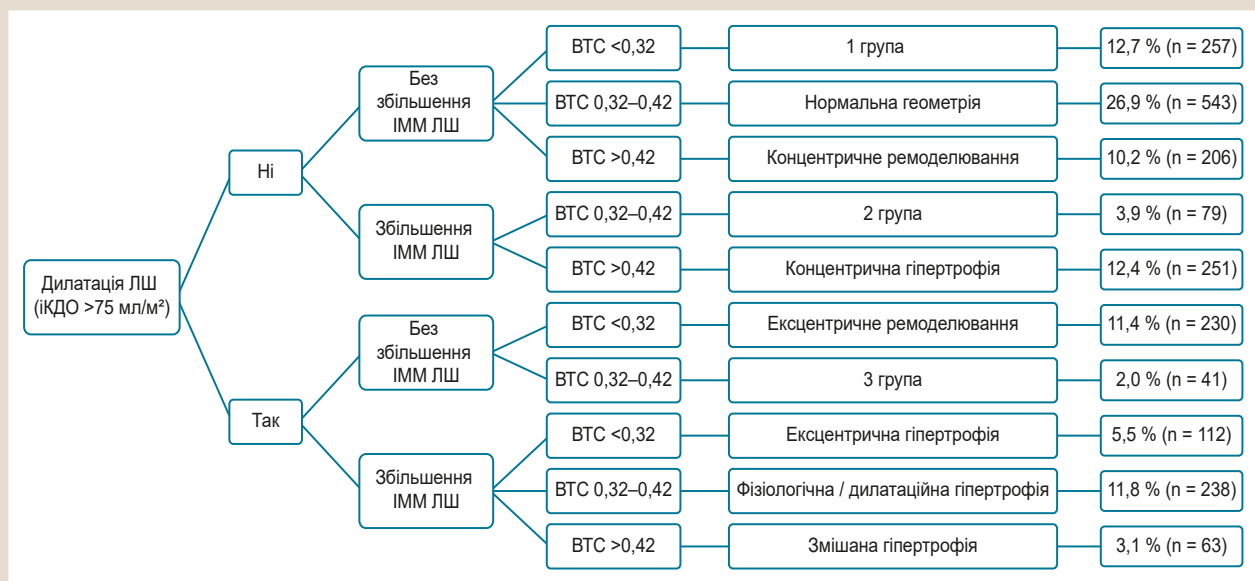 Дилатація ЛШ
(іКДО >75 мл/м²)
Ні
Без
збільшення
ІММ ЛШ
ВТС <0,32
1 група
12,7 % (n = 257)
ВТС 0,32–0,42
Нормальна геометрія
26,9 % (n = 543)
ВТС >0,42
Концентричне ремоделювання
10,2 % (n = 206)
Збільшення
ІММ ЛШ
ВТС 0,32–0,42
2 група
3,9 % (n = 79)
ВТС >0,42
Концентрична гіпертрофія
12,4 % (n = 251)
Так
Без
збільшення
ІММ ЛШ
ВТС <0,32
Ексцентричне ремоделювання
11,4 % (n = 230)
ВТС 0,32–0,42
3 група
2,0 % (n = 41)
Збільшення
ІММ ЛШ
ВТС <0,32
Ексцентрична гіпертрофія
5,5 % (n = 112)
ВТС 0,32–0,42
Фізіологічна / дилатаційна гіпертрофія
11,8 % (n = 238)
ВТС >0,42
Змішана гіпертрофія
3,1 % (n = 63)